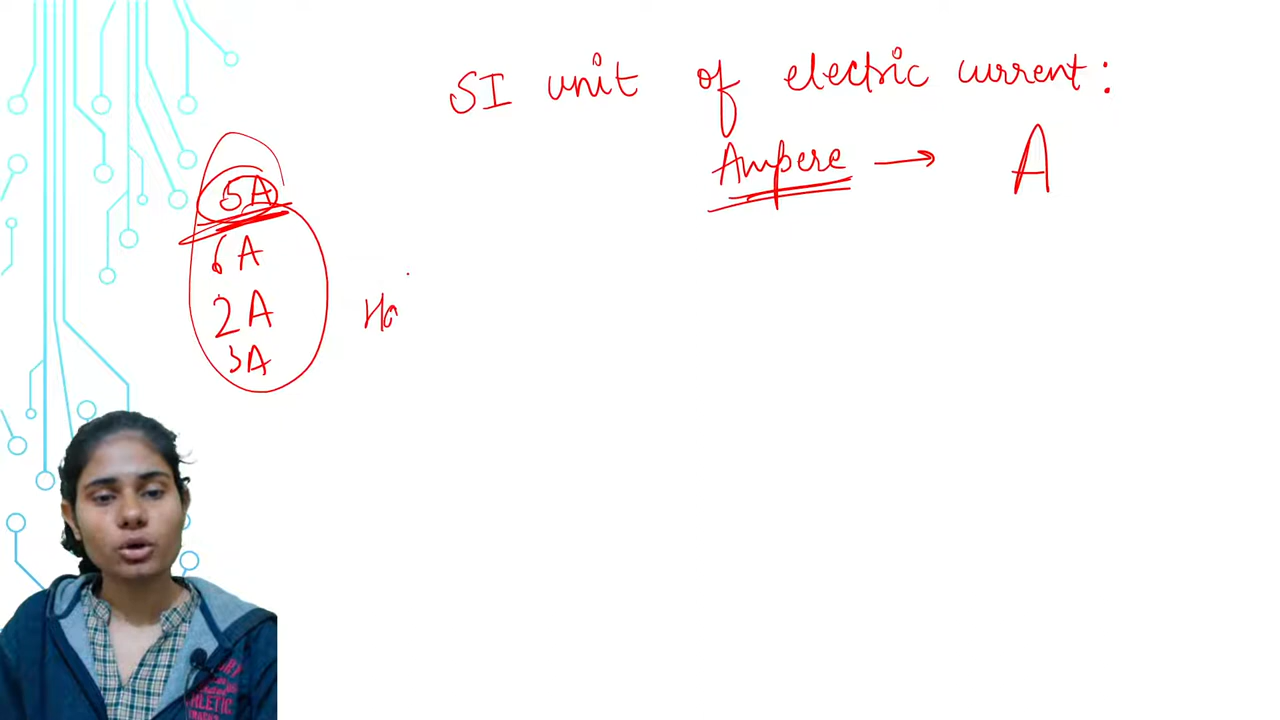 SI unit of electric current:
Ampere → A
5A
6A
2A
3A